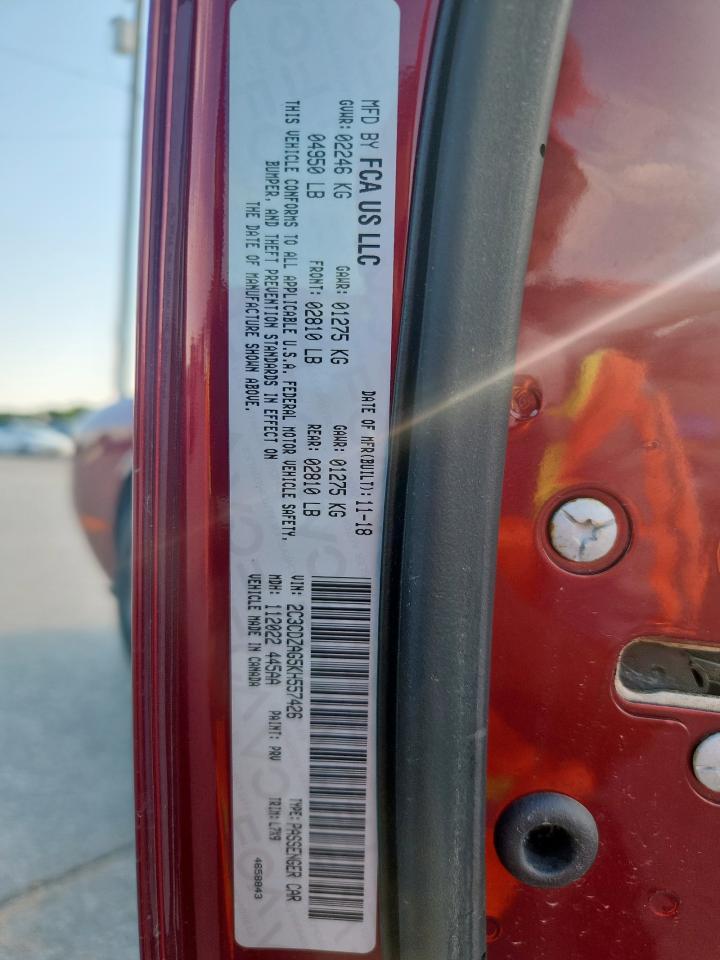 MFD BY FCA US LLC
DATE OF MFR(BUILT): 11-18
GVWR: 02246 KG GAWR: 01275 KG GAWR: 01275 KG
04950 LB FRONT: 02810 LB REAR: 02810 LB
THIS VEHICLE CONFORMS TO ALL APPLICABLE U.S.A. FEDERAL MOTOR VEHICLE SAFETY,
BUMPER, AND THEFT PREVENTION STANDARDS IN EFFECT ON
THE DATE OF MANUFACTURE SHOWN ABOVE.
VIN: 2C3CDZAG5KH557426 TYPE: PASSENGER CAR
MDH: 112022 445AA PAINT: PRV TRIM: L7X9
VEHICLE MADE IN CANADA 4658843